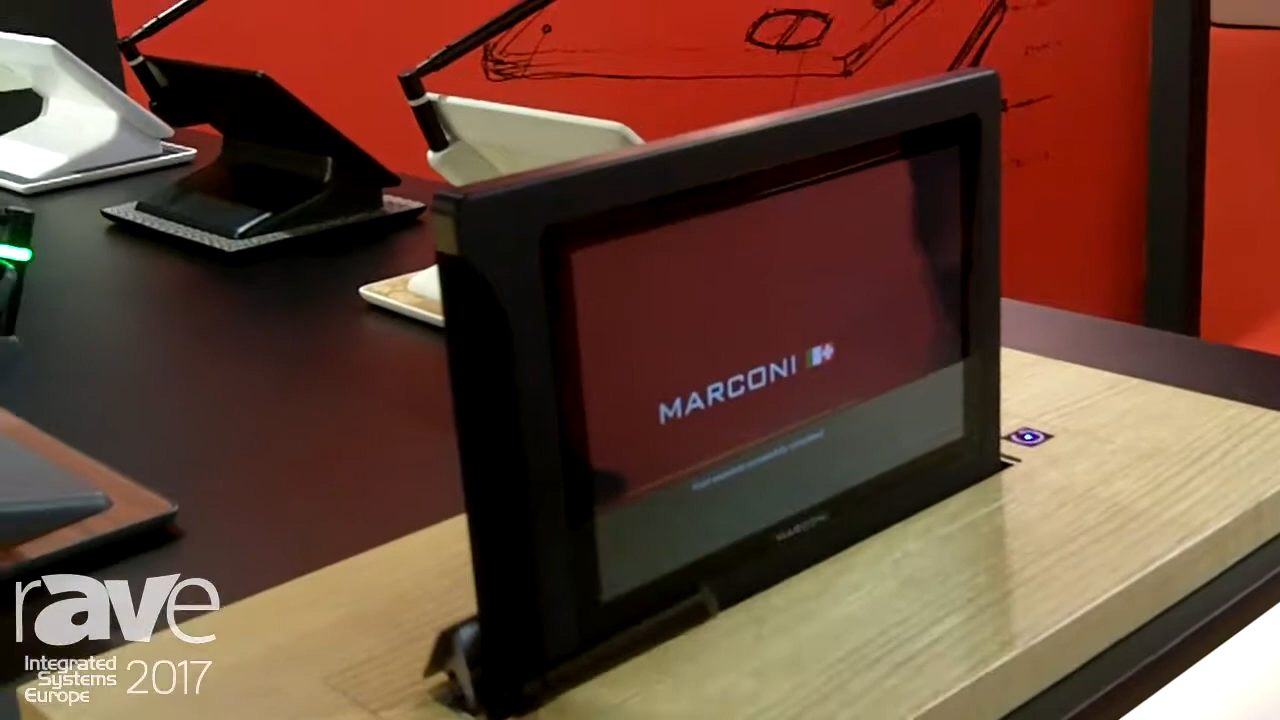 MARCONI
MARCONI
rAVe
Integrated
Systems
Europe
2017